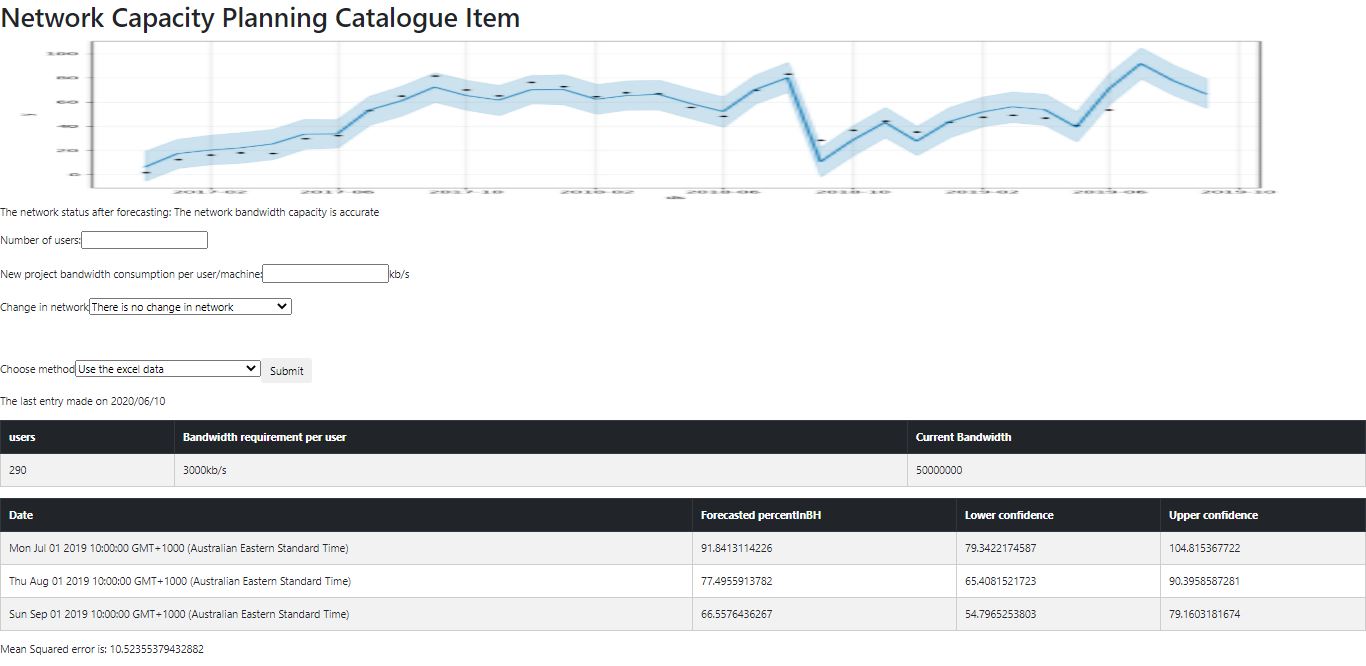 Network Capacity Planning Catalogue Item
100
80
60
40
20
0
y
2017-02 2017-06 2017-10 2018-02 2018-06 2018-10 2019-02 2019-06 2019-10
ds
The network status after forecasting: The network bandwidth capacity is accurate
Number of users:
New project bandwidth consumption per user/machine: kb/s
Change in network There is no change in network
Choose method Use the excel data Submit
The last entry made on 2020/06/10
users Bandwidth requirement per user Current Bandwidth
290 3000kb/s 50000000
Date Forecasted percentInBH Lower confidence Upper confidence
Mon Jul 01 2019 10:00:00 GMT+1000 (Australian Eastern Standard Time) 91.8413114226 79.3422174587 104.815367722
Thu Aug 01 2019 10:00:00 GMT+1000 (Australian Eastern Standard Time) 77.4955913782 65.4081521723 90.3958587281
Sun Sep 01 2019 10:00:00 GMT+1000 (Australian Eastern Standard Time) 66.5576436267 54.7965253803 79.1603181674
Mean Squared error is: 10.52355379432882